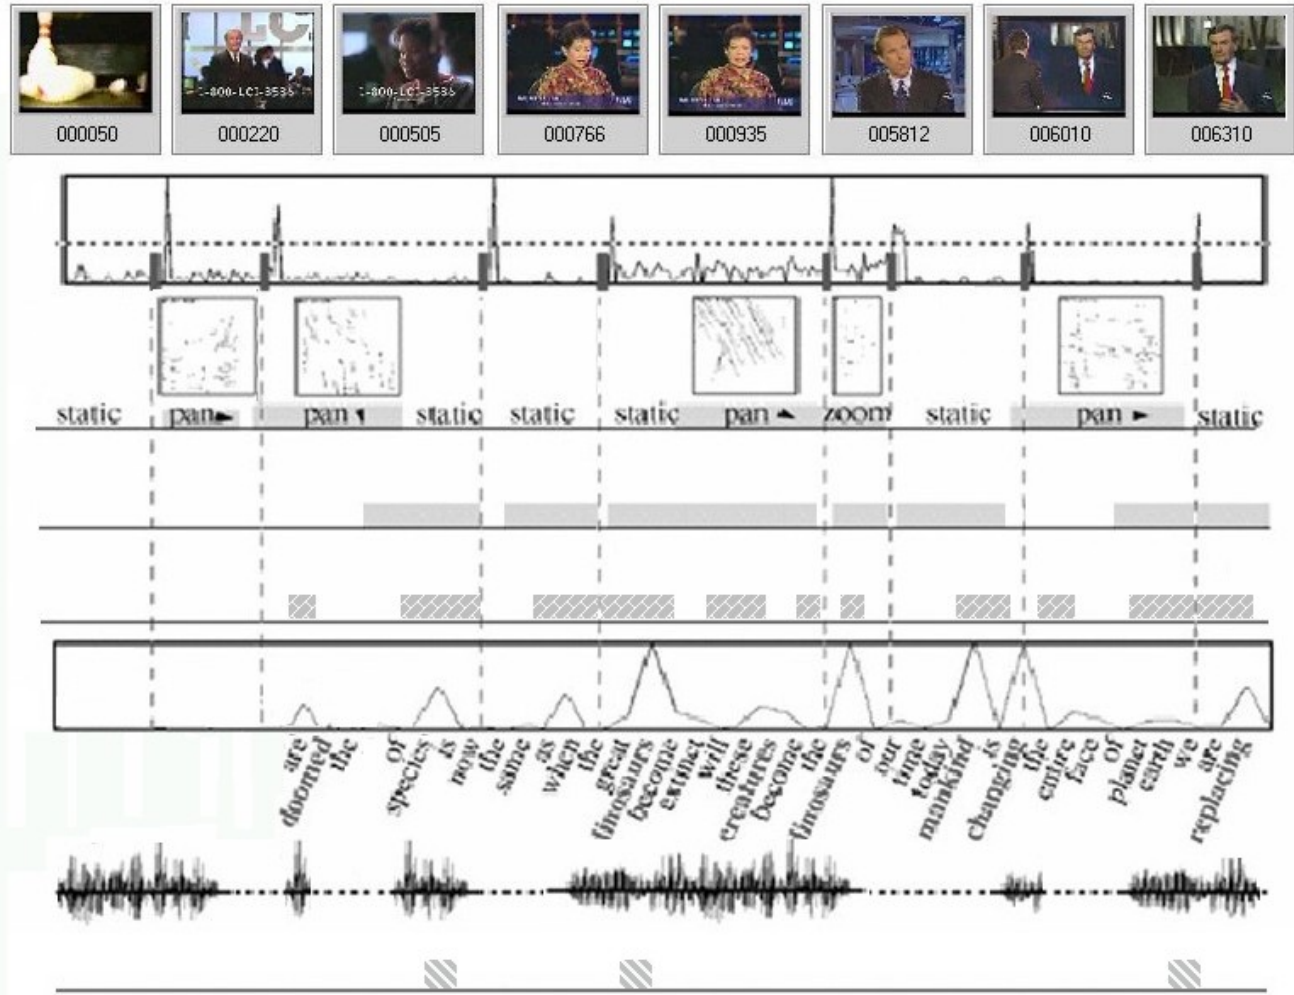 1-800-LCI-3536
1-800-LCI-3536
000050 000220 000505 000766 000935 005812 006010 006310
static pan pan static static static pan zoom static pan static
are doomed the of species is now the same as when the great dinosaurs become extinct will these creatures become the dinosaurs of our time today mankind is changing the entire face of planet earth we are replacing